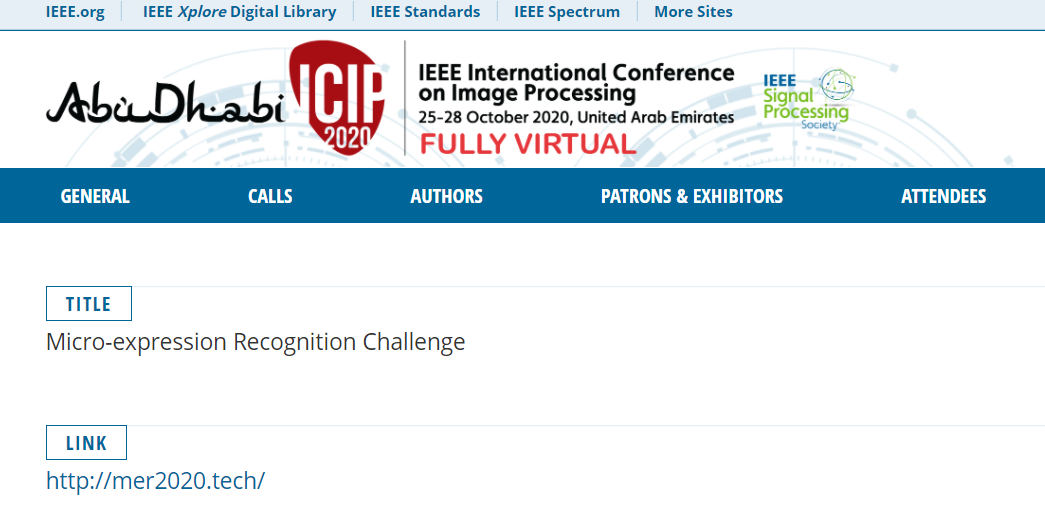 IEEE.org IEEE Xplore Digital Library IEEE Standards IEEE Spectrum More Sites
Abu Dhabi
ICIP
2020
IEEE International Conference
on Image Processing
25-28 October 2020, United Arab Emirates
FULLY VIRTUAL
IEEE
Signal
Processing
Society
GENERAL CALLS AUTHORS PATRONS & EXHIBITORS ATTENDEES
TITLE
Micro-expression Recognition Challenge
LINK
http://mer2020.tech/